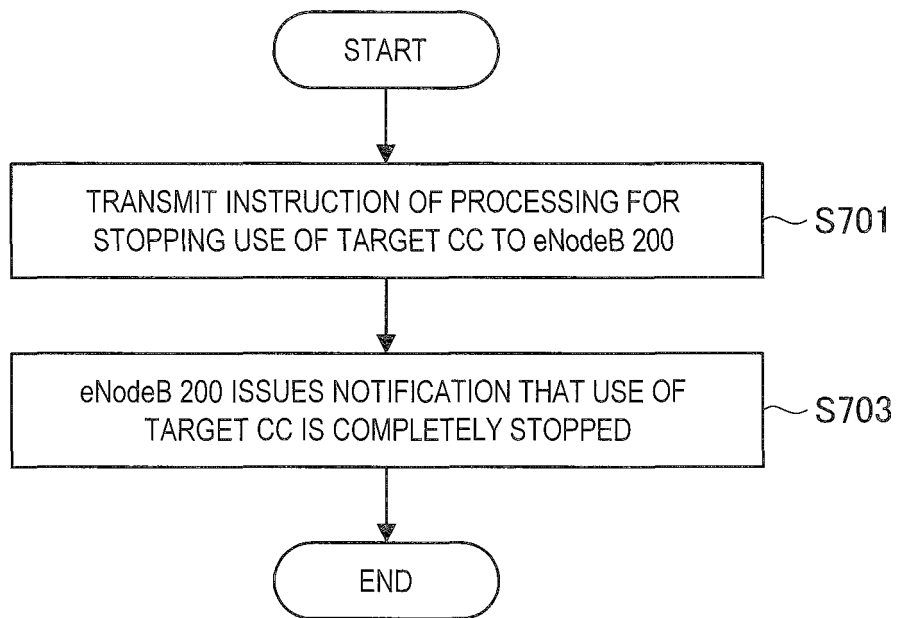 START
TRANSMIT INSTRUCTION OF PROCESSING FOR
STOPPING USE OF TARGET CC TO eNodeB 200
S701
eNodeB 200 ISSUES NOTIFICATION THAT USE OF
TARGET CC IS COMPLETELY STOPPED
S703
END